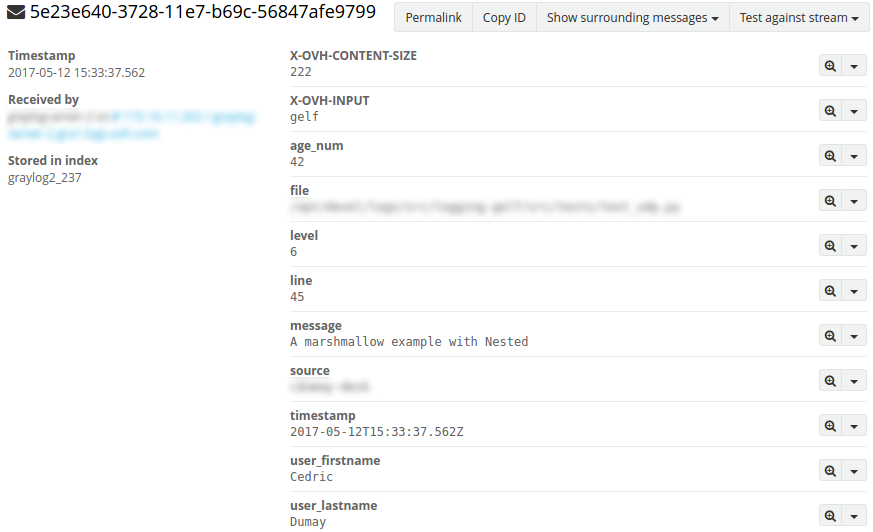 5e23e640-3728-11e7-b69c-56847afe9799
Permalink
Copy ID
Show surrounding messages
Test against stream
Timestamp
2017-05-12 15:33:37.562
Received by
Stored in index
graylog2_237
X-OVH-CONTENT-SIZE
222
X-OVH-INPUT
gelf
age_num
42
file
level
6
line
45
message
A marshmallow example with Nested
source
timestamp
2017-05-12T15:33:37.562Z
user_firstname
Cedric
user_lastname
Dumay